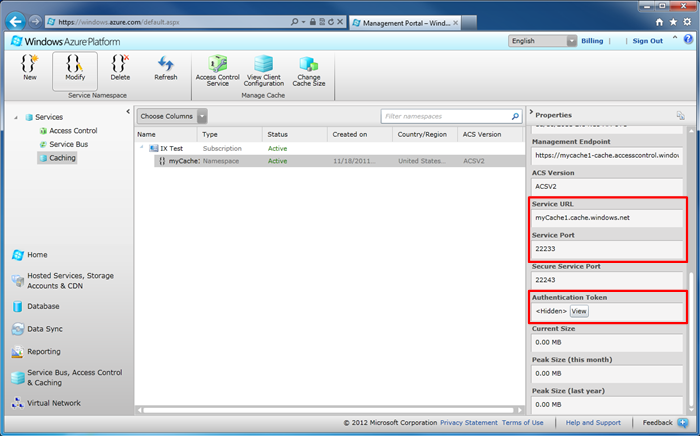 https://windows.azure.com/default.aspx
Management Portal – Win...
Windows Azure Platform
English
Billing
Sign Out
New
Modify
Delete
Refresh
Service Namespace
Access Control Service
View Client Configuration
Change Cache Size
Manage Cache
Services
Access Control
Service Bus
Caching
Home
Hosted Services, Storage Accounts & CDN
Database
Data Sync
Reporting
Service Bus, Access Control & Caching
Virtual Network
Choose Columns
Filter namespaces
Name Type Status Created on Country/Region ACS Version
IX Test Subscription Active
myCache1 Namespace Active 11/18/2011... United States... ACSV2
Properties
Management Endpoint
https://mycache1-cache.accesscontrol.window
ACS Version
ACSV2
Service URL
myCache1.cache.windows.net
Service Port
22233
Secure Service Port
22243
Authentication Token
<Hidden> View
Current Size
0.00 MB
Peak Size (this month)
0.00 MB
Peak Size (last year)
0.00 MB
© 2012 Microsoft Corporation Privacy Statement Terms of Use Help and Support Feedback